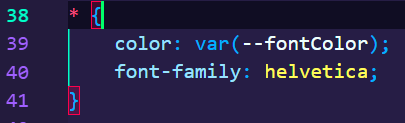 38 * {
39 color: var(--fontColor);
40 font-family: helvetica;
41 }